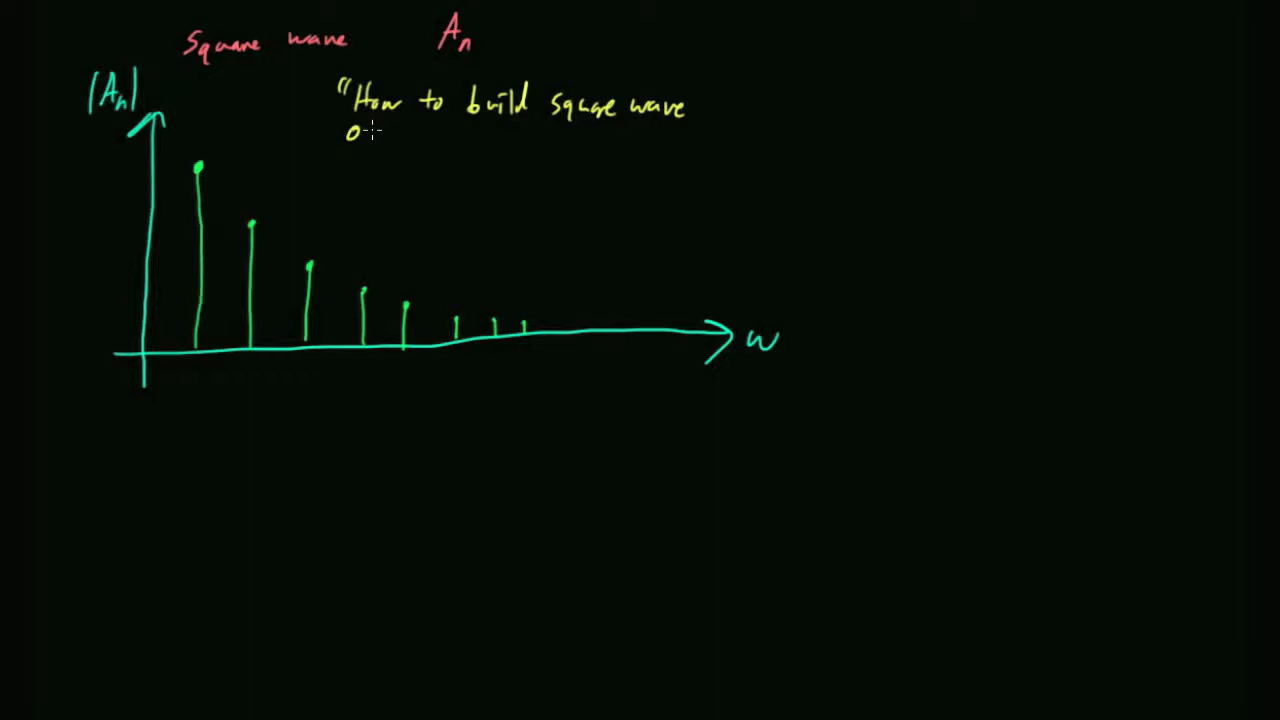 Square wave Aₙ
|Aₙ|
"How to build square wave
o
w